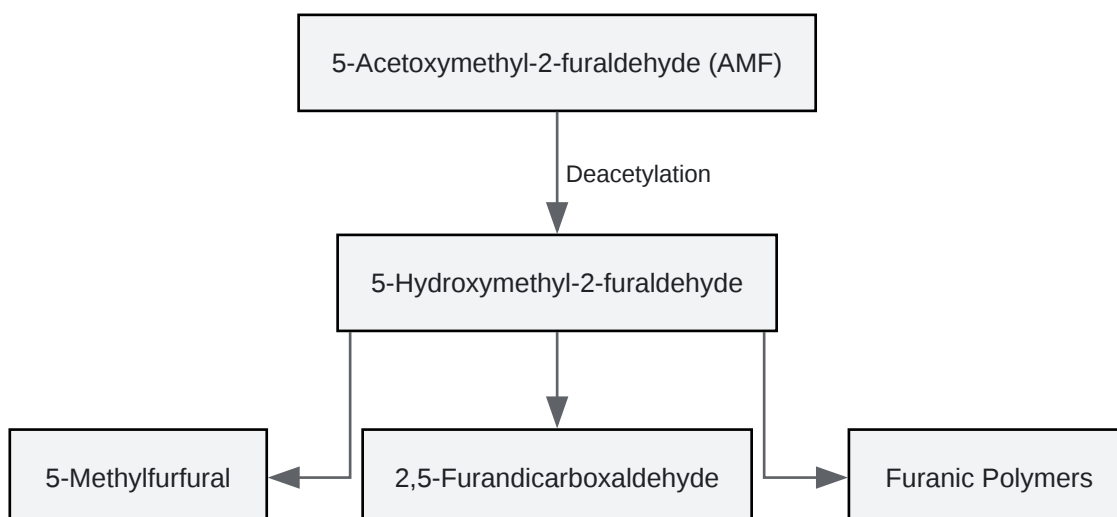 5-Acetoxymethyl-2-furaldehyde (AMF)
Deacetylation
5-Hydroxymethyl-2-furaldehyde
5-Methylfurfural
2,5-Furandicarboxaldehyde
Furanic Polymers